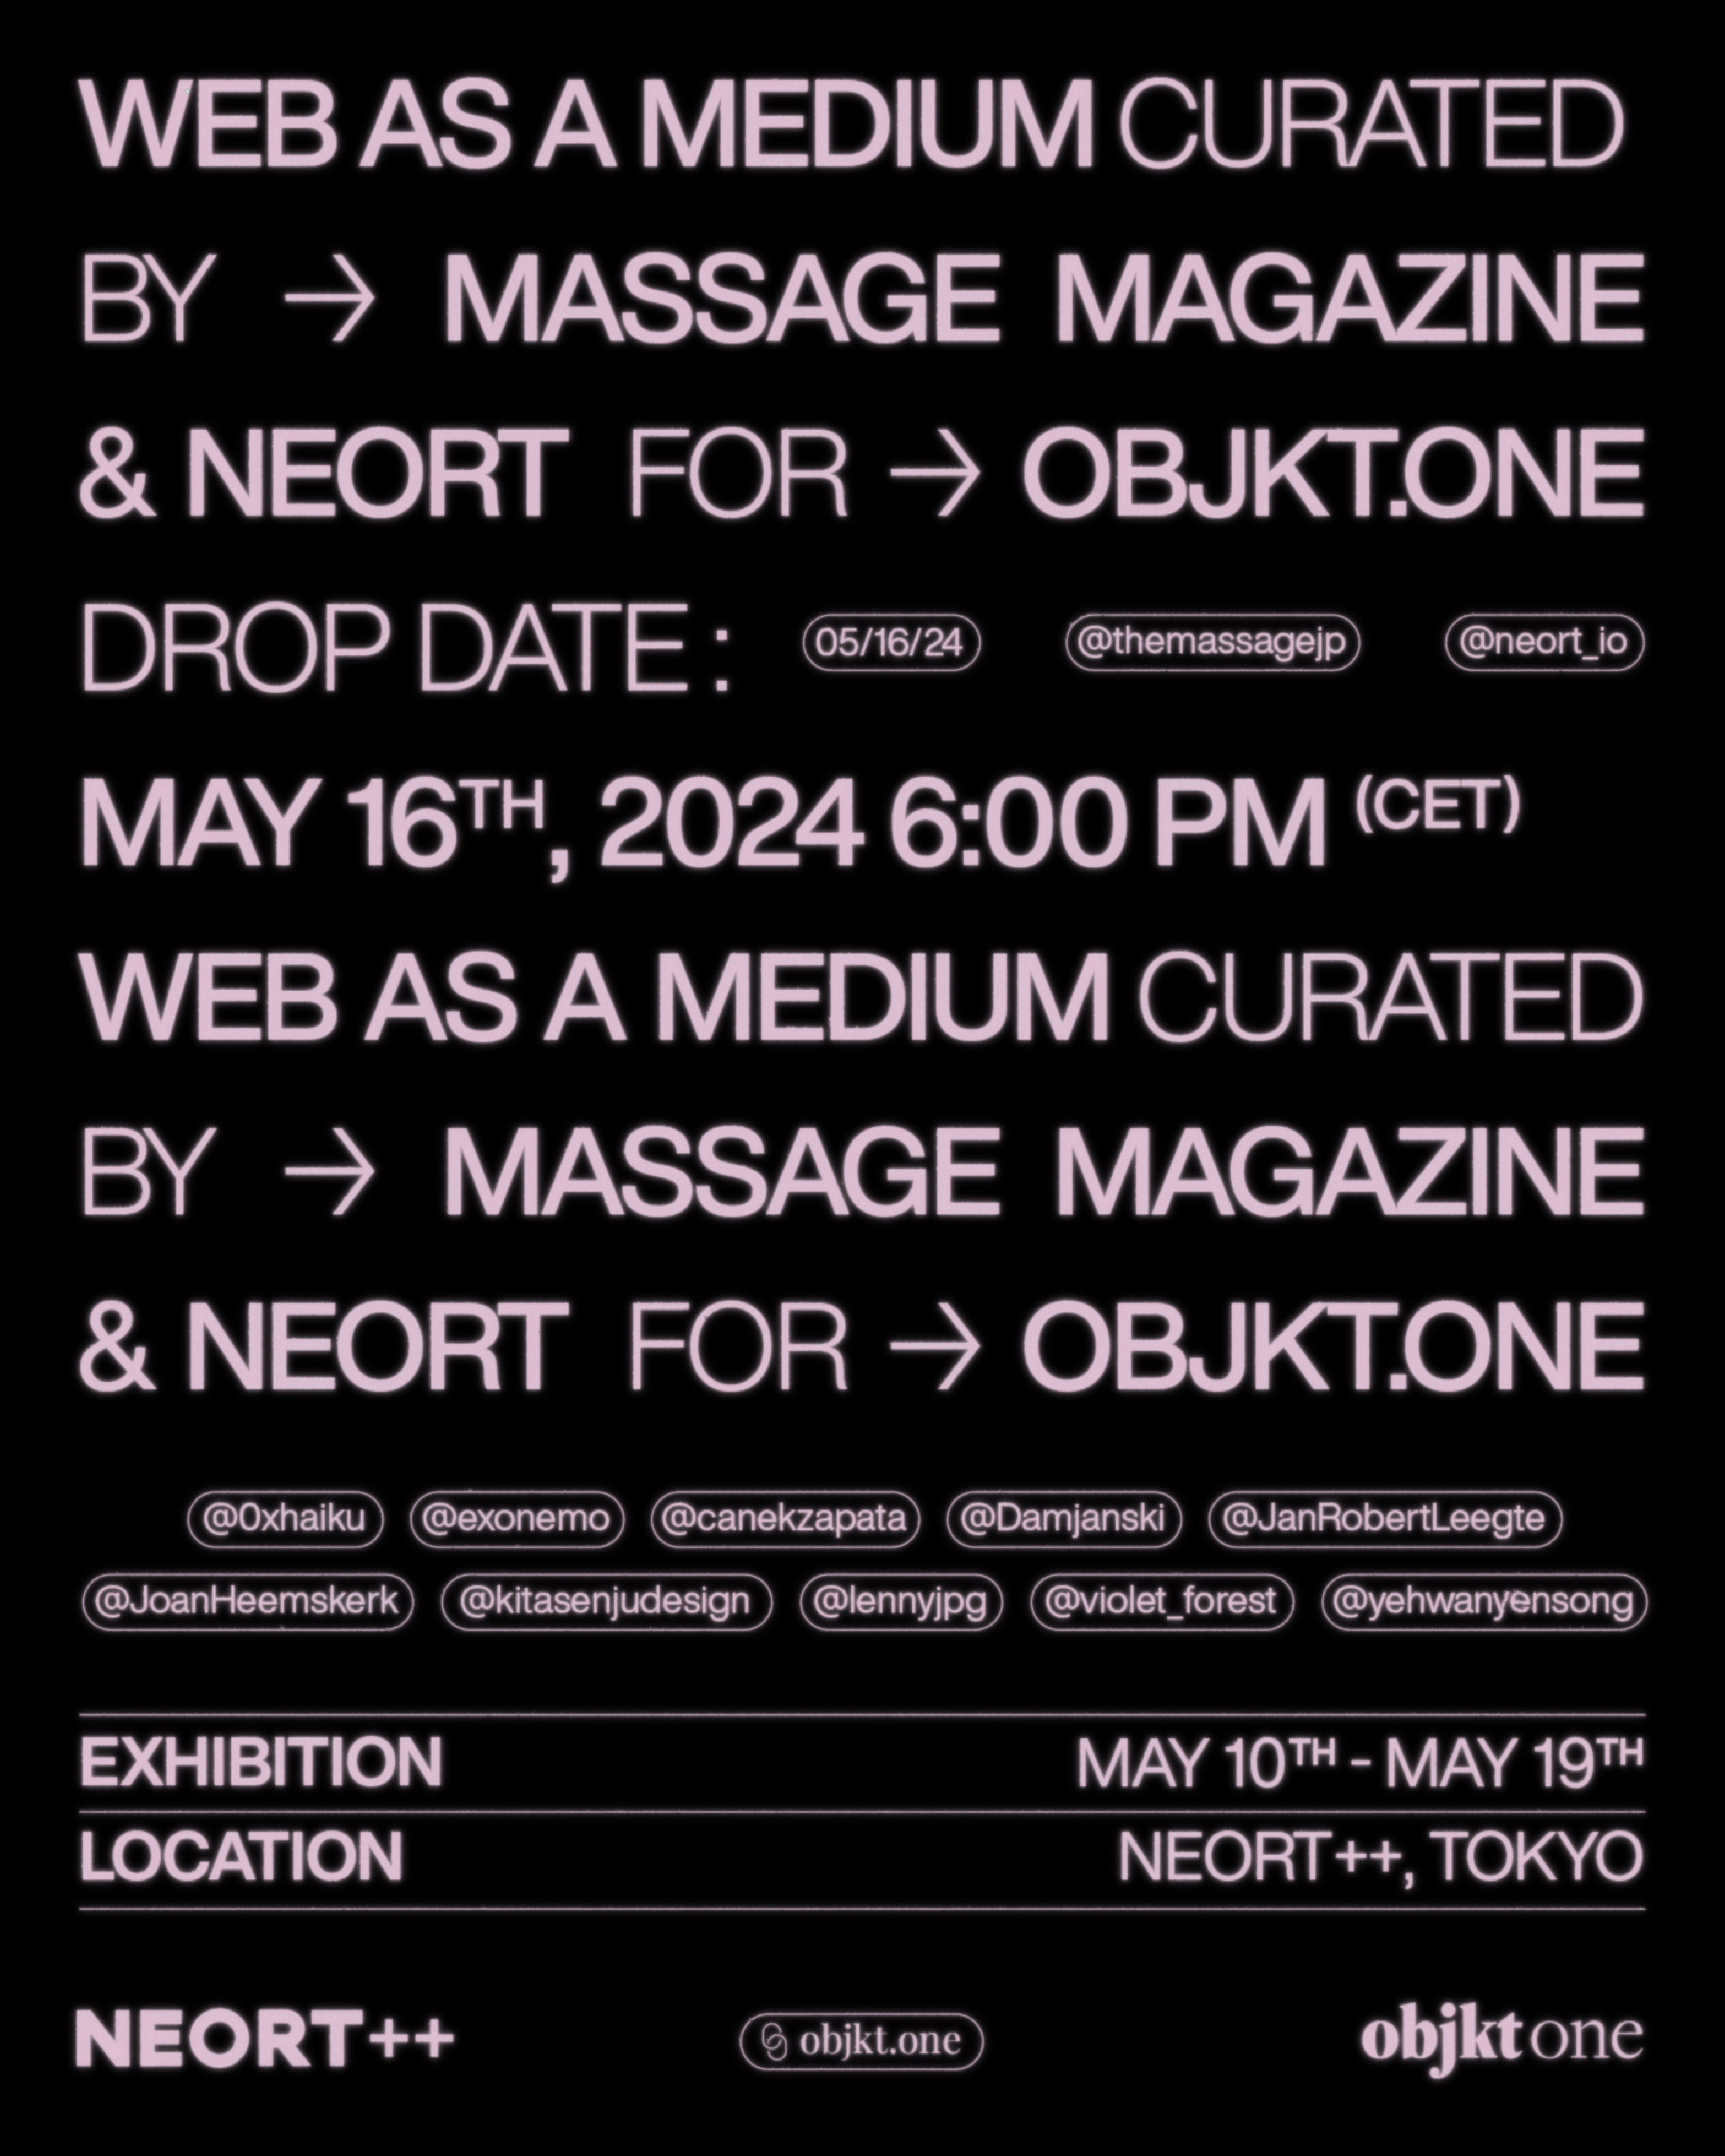 WEB AS A MEDIUM CURATED
BY → MASSAGE MAGAZINE
& NEORT FOR → OBJKT.ONE
DROP DATE : 05/16/24 @themassagejp @neort_io
MAY 16TH, 2024 6:00 PM (CET)
WEB AS A MEDIUM CURATED
BY → MASSAGE MAGAZINE
& NEORT FOR → OBJKT.ONE
@0xhaiku @exonemo @canekzapata @Damjanski @JanRobertLeegte
@JoanHeemskerk @kitasenjudesign @lennyjpg @violet_forest @yehwanyensong
EXHIBITION MAY 10TH - MAY 19TH
LOCATION NEORT++, TOKYO
NEORT++ objkt.one objkt one